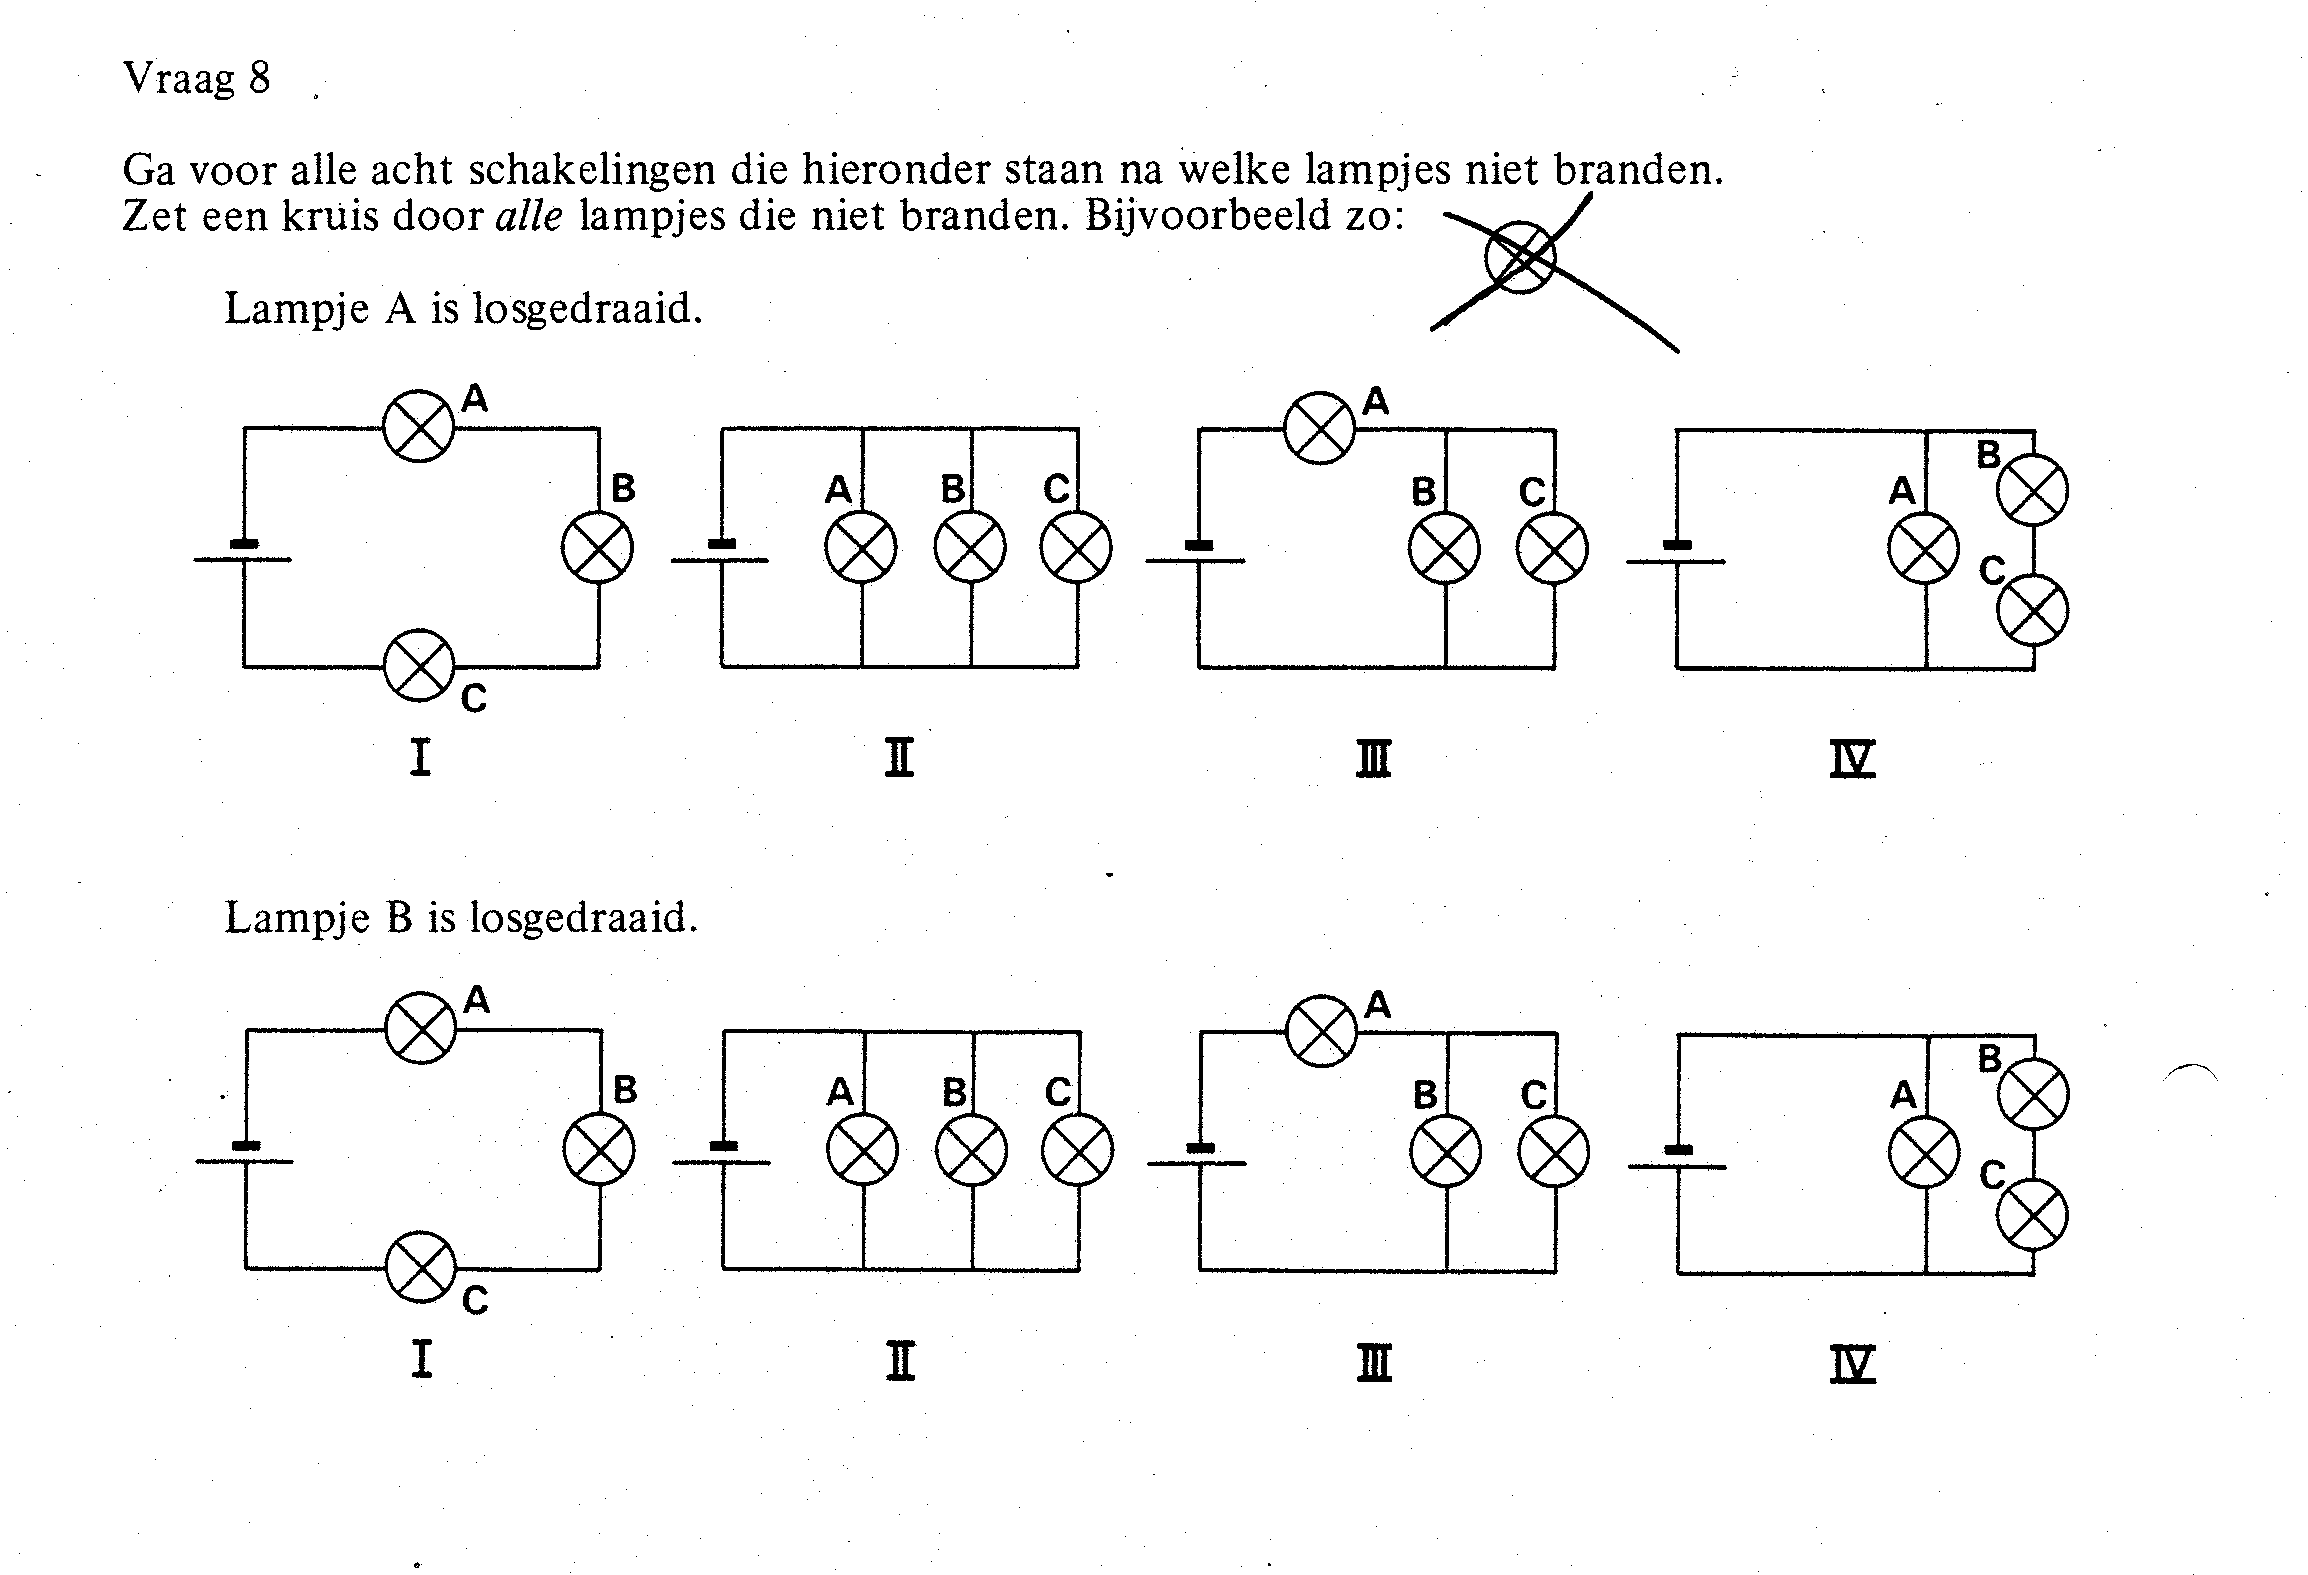 Vraag 8
Ga voor alle acht schakelingen die hieronder staan na welke lampjes niet branden.
Zet een kruis door alle lampjes die niet branden. Bijvoorbeeld zo:
Lampje A is losgedraaid.
A
B
C
I
A B C
II
A
B C
III
B
A
C
IV
Lampje B is losgedraaid.
A
B
C
I
A B C
II
A
B C
III
B
A
C
IV